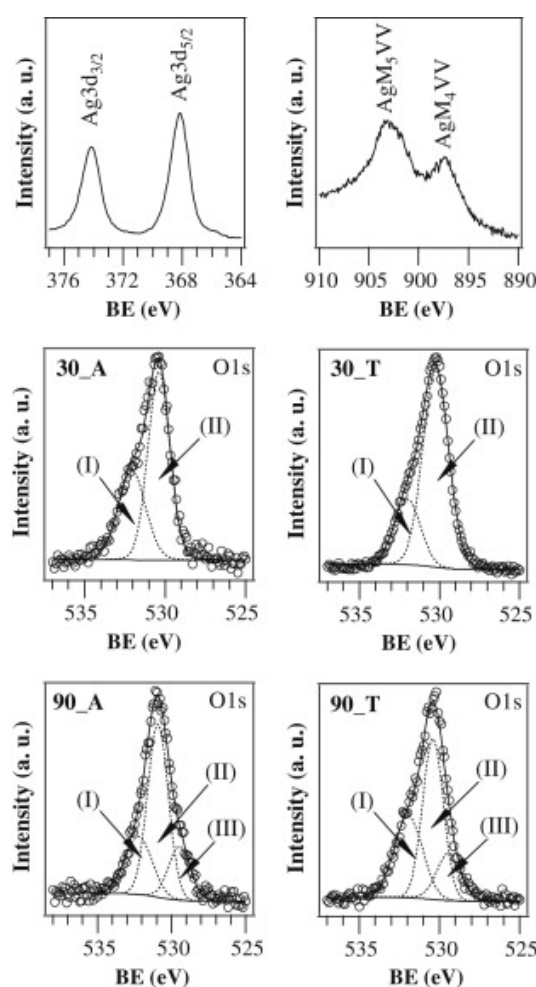 Intensity (a. u.)
Ag3d3/2
Ag3d5/2
376 372 368 364
BE (eV)
Intensity (a. u.)
AgM5VV
AgM4VV
910 905 900 895 890
BE (eV)
Intensity (a. u.)
30_A
O1s
(I)
(II)
535 530 525
BE (eV)
Intensity (a. u.)
30_T
O1s
(I)
(II)
535 530 525
BE (eV)
Intensity (a. u.)
90_A
O1s
(I)
(II)
(III)
535 530 525
BE (eV)
Intensity (a. u.)
90_T
O1s
(I)
(II)
(III)
535 530 525
BE (eV)